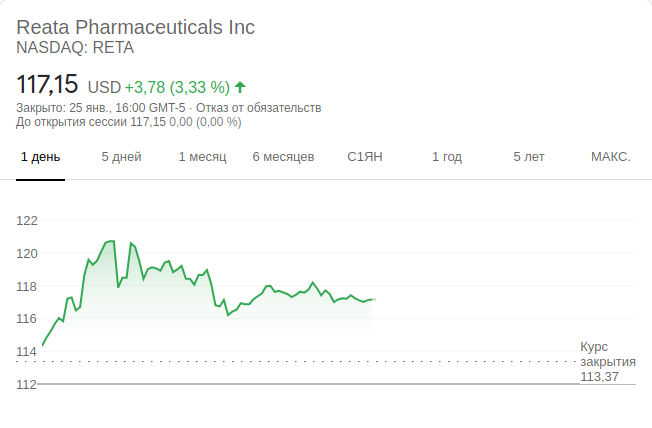 Reata Pharmaceuticals Inc
NASDAQ: RETA
117,15 USD +3,78 (3,33 %)
Закрыто: 25 янв., 16:00 GMT-5 · Отказ от обязательств
До открытия сессии 117,15 0,00 (0,00 %)
1 день 5 дней 1 месяц 6 месяцев С1ЯН 1 год 5 лет МАКС.
122
120
118
116
114
112
Курс
закрытия
113,37